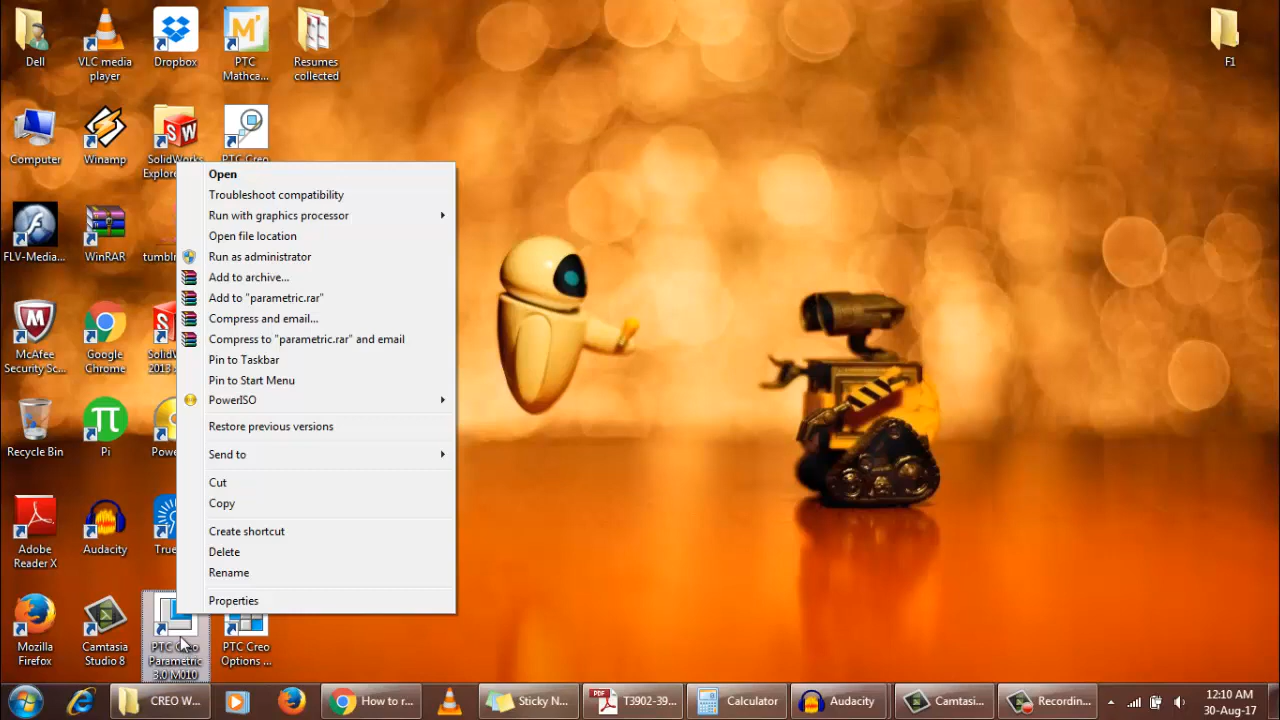 Dell
VLC media
player
Dropbox
PTC
Mathca...
Resumes
collected
F1
Computer
Winamp
SolidWorks
Explor
PTC Creo
FLV-Media...
WinRAR
tumbl
McAfee
Security Sc...
Google
Chrome
Solid
2013
Recycle Bin
Pi
Powe
Adobe
Reader X
Audacity
True
Mozilla
Firefox
Camtasia
Studio 8
PTC Creo
Parametric
3.0 M010
PTC Creo
Options ...
Open
Troubleshoot compatibility
Run with graphics processor
Open file location
Run as administrator
Add to archive...
Add to "parametric.rar"
Compress and email...
Compress to "parametric.rar" and email
Pin to Taskbar
Pin to Start Menu
PowerISO
Restore previous versions
Send to
Cut
Copy
Create shortcut
Delete
Rename
Properties
CREO W...
How to r...
Sticky N...
PDF
T3902-39...
Calculator
Audacity
Camtasi...
Recordin...
12:10 AM
30-Aug-17